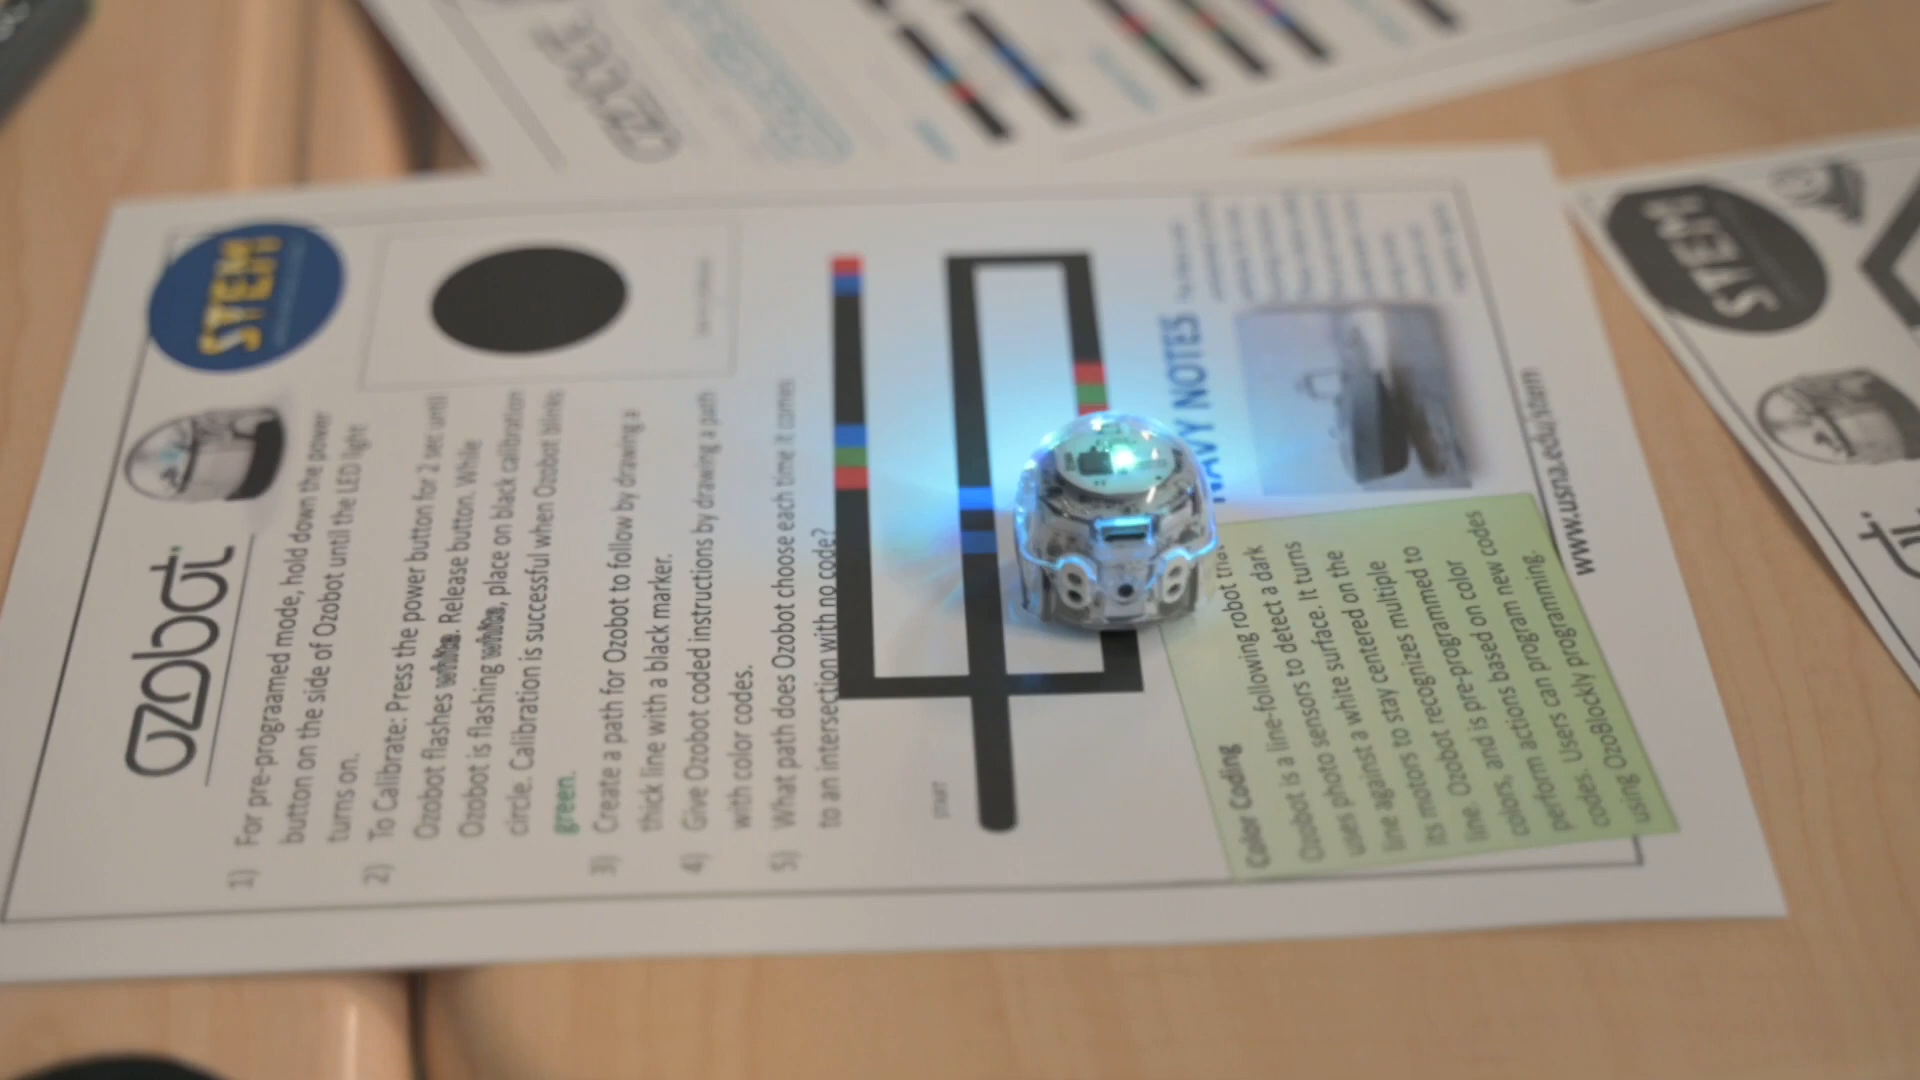 ozobot
STEM
1) For pre-prograamed mode, hold down the power
button on the side of Ozobot until the LED light
turns on.
2) To Calibrate: Press the power button for 2 sec until
Ozobot flashes white. Release button. While
Ozobot is flashing white, place on black calibration
circle. Calibration is successful when Ozobot blinks
green.
3) Create a path for Ozobot to follow by drawing a
thick line with a black marker.
4) Give Ozobot coded instructions by drawing a path
with color codes.
5) What path does Ozobot choose each time it comes
to an intersection with no code?
START
NAVY NOTES
Color Coding
Ozobot is a line-following robot that
uses photo sensors to detect a dark
line against a white surface. It turns
its motors to stay centered on the
line. Ozobot recognizes multiple
colors, and is pre-programmed to
perform actions based on color
codes. Users can program new codes
using OzoBlockly programming.
www.usna.edu/stem
STEM